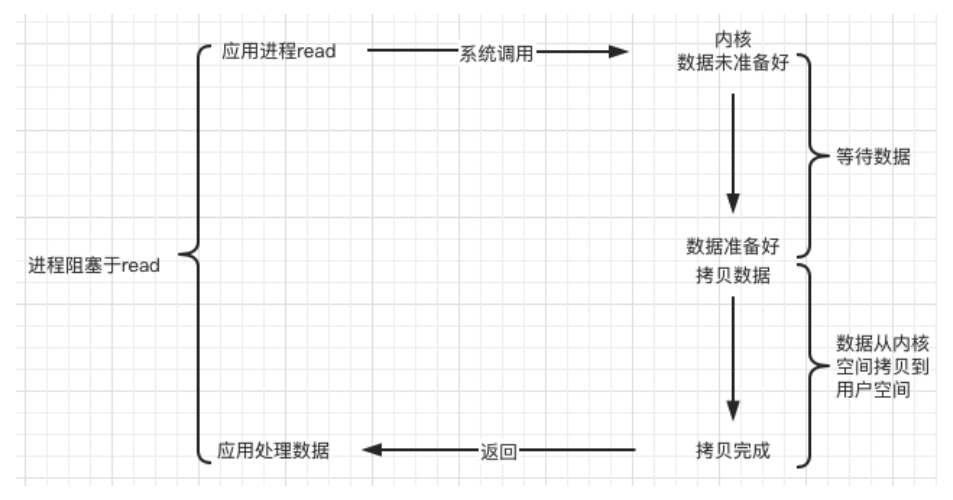 应用进程read
系统调用
内核
数据未准备好
等待数据
数据准备好
进程阻塞于read
拷贝数据
数据从内核
空间拷贝到
用户空间
应用处理数据
返回
拷贝完成